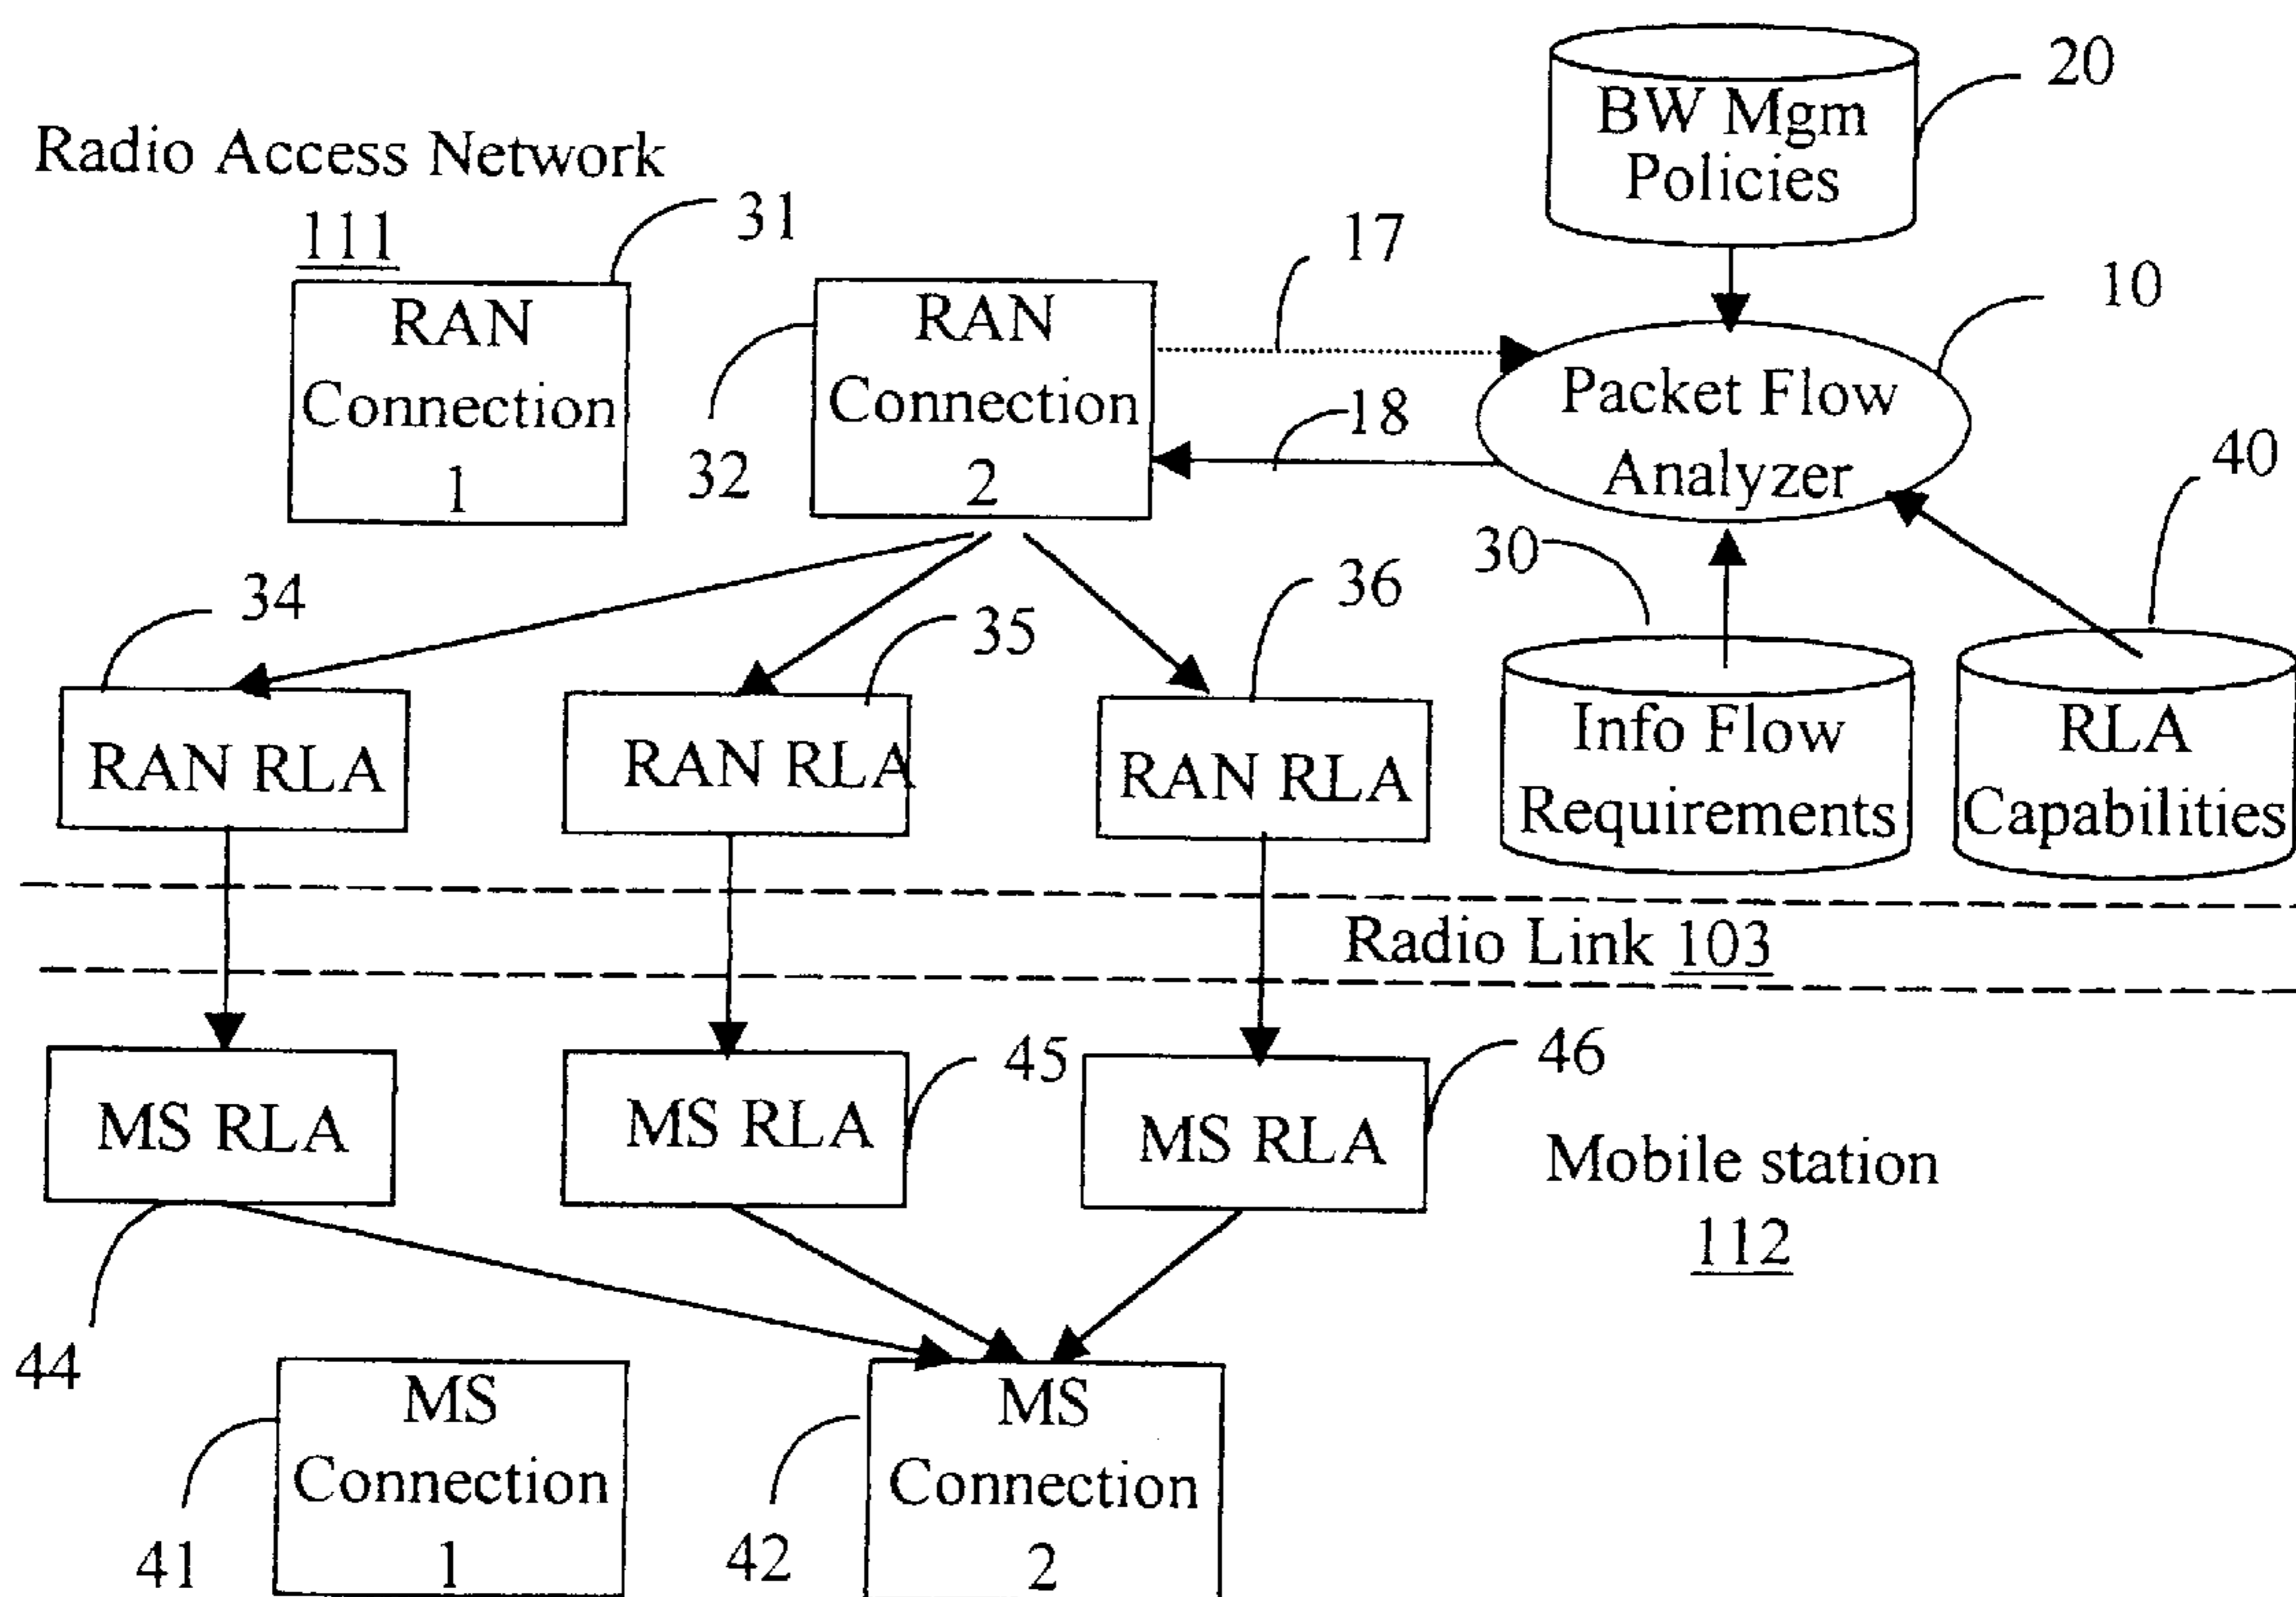 20
BW Mgm
Policies
Radio Access Network
111
31
17
10
RAN
Connection
1
RAN
Connection
2
32
18
Packet Flow
Analyzer
40
30
34
35
36
RAN RLA
RAN RLA
RAN RLA
Info Flow
Requirements
RLA
Capabilities
Radio Link 103
MS RLA
MS RLA
45
MS RLA
46
Mobile station
112
44
MS
Connection
1
41
MS
Connection
2
42